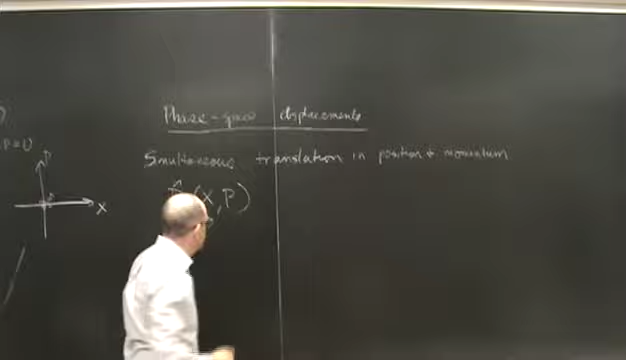 P=0
P
X
Phase-space displacements
Simultaneous translation in position + momentum
(X, P)